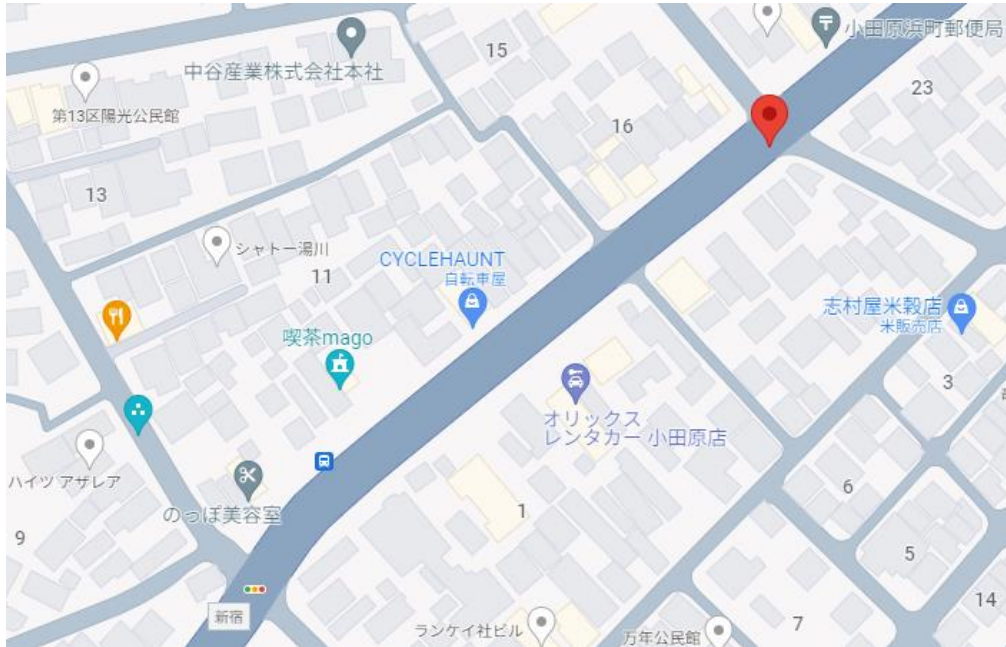 小田原浜町郵便局
15
中谷産業株式会社本社
23
第13区陽光公民館
16
13
シャトー湯川
CYCLEHAUNT
自転車屋
11
志村屋米穀店
米販売店
喫茶mago
3
オリックス
レンタカー 小田原店
ハイツ アザレア
6
のっぽ美容室
1
9
5
新宿
14
ランケイ社ビル
万年公民館
7